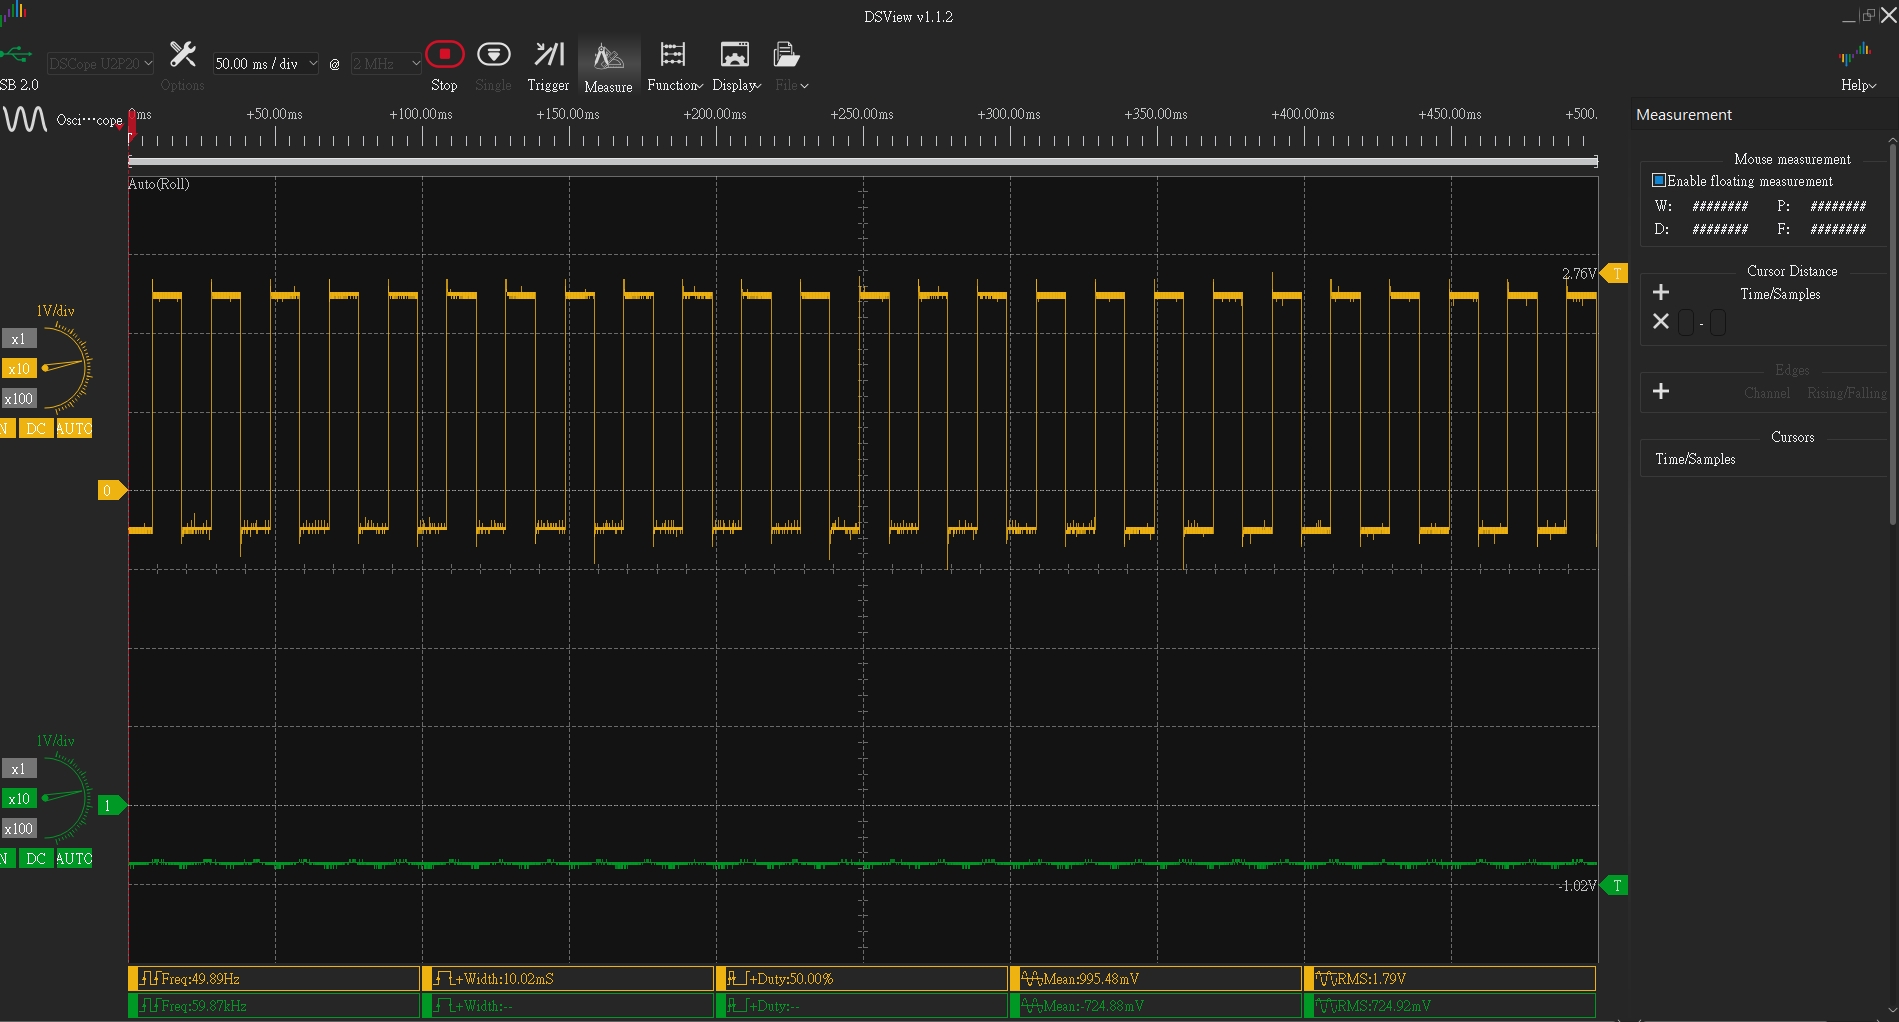 DSView v1.1.2
SB 2.0
DSCope U2P20
Options
50.00 ms / div
@
2 MHz
Stop
Single
Trigger
Measure
Function
Display
File
Help
Osci···cope
0ms +50.00ms +100.00ms +150.00ms +200.00ms +250.00ms +300.00ms +350.00ms +400.00ms +450.00ms +500.
Auto(Roll)
2.76V T
1V/div
x1
x10
x100
N DC AUTO
0
1V/div
x1
x10
x100
N DC AUTO
1
-1.02V T
Freq:49.89Hz +Width:10.02mS +Duty:50.00% Mean:995.48mV RMS:1.79V
Freq:59.87kHz +Width:-- +Duty:-- Mean:-724.88mV RMS:724.92mV
Measurement
Mouse measurement
Enable floating measurement
W: ######## P: ########
D: ######## F: ########
Cursor Distance
Time/Samples
-
Edges
Channel Rising/Falling
Cursors
Time/Samples